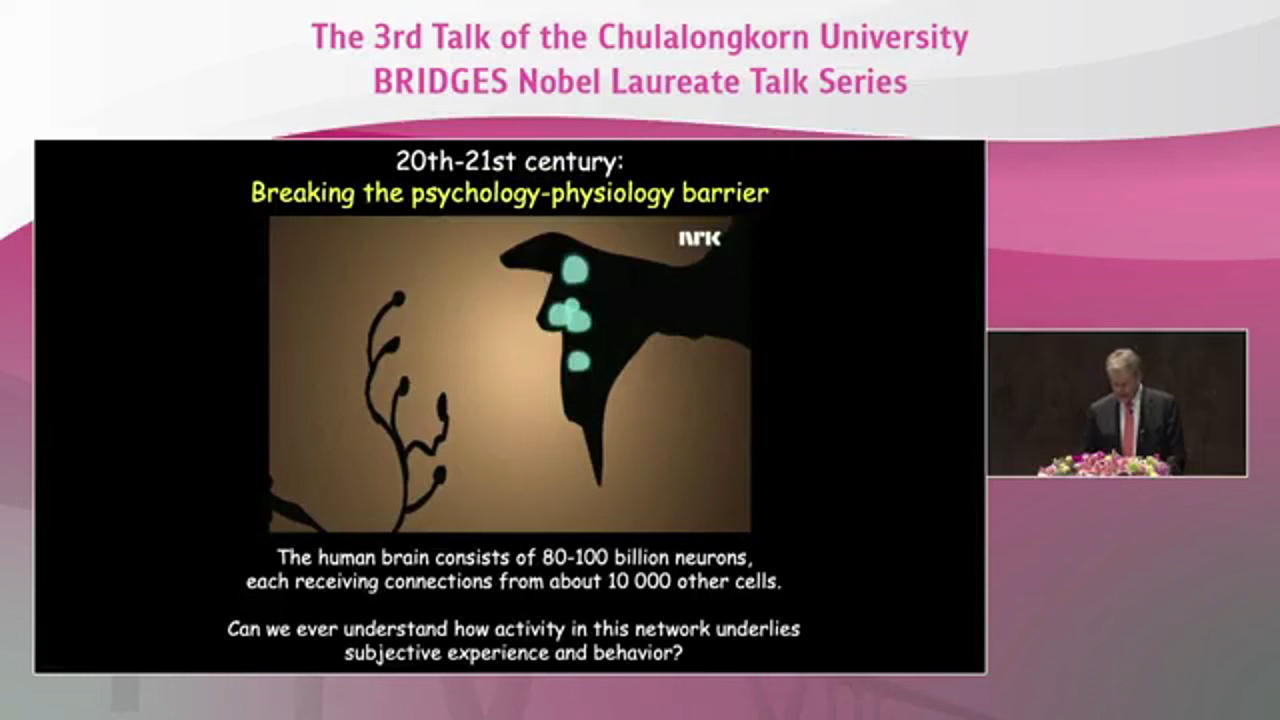 The 3rd Talk of the Chulalongkorn University
BRIDGES Nobel Laureate Talk Series
20th-21st century:
Breaking the psychology-physiology barrier
nrk
The human brain consists of 80-100 billion neurons,
each receiving connections from about 10 000 other cells.
Can we ever understand how activity in this network underlies
subjective experience and behavior?